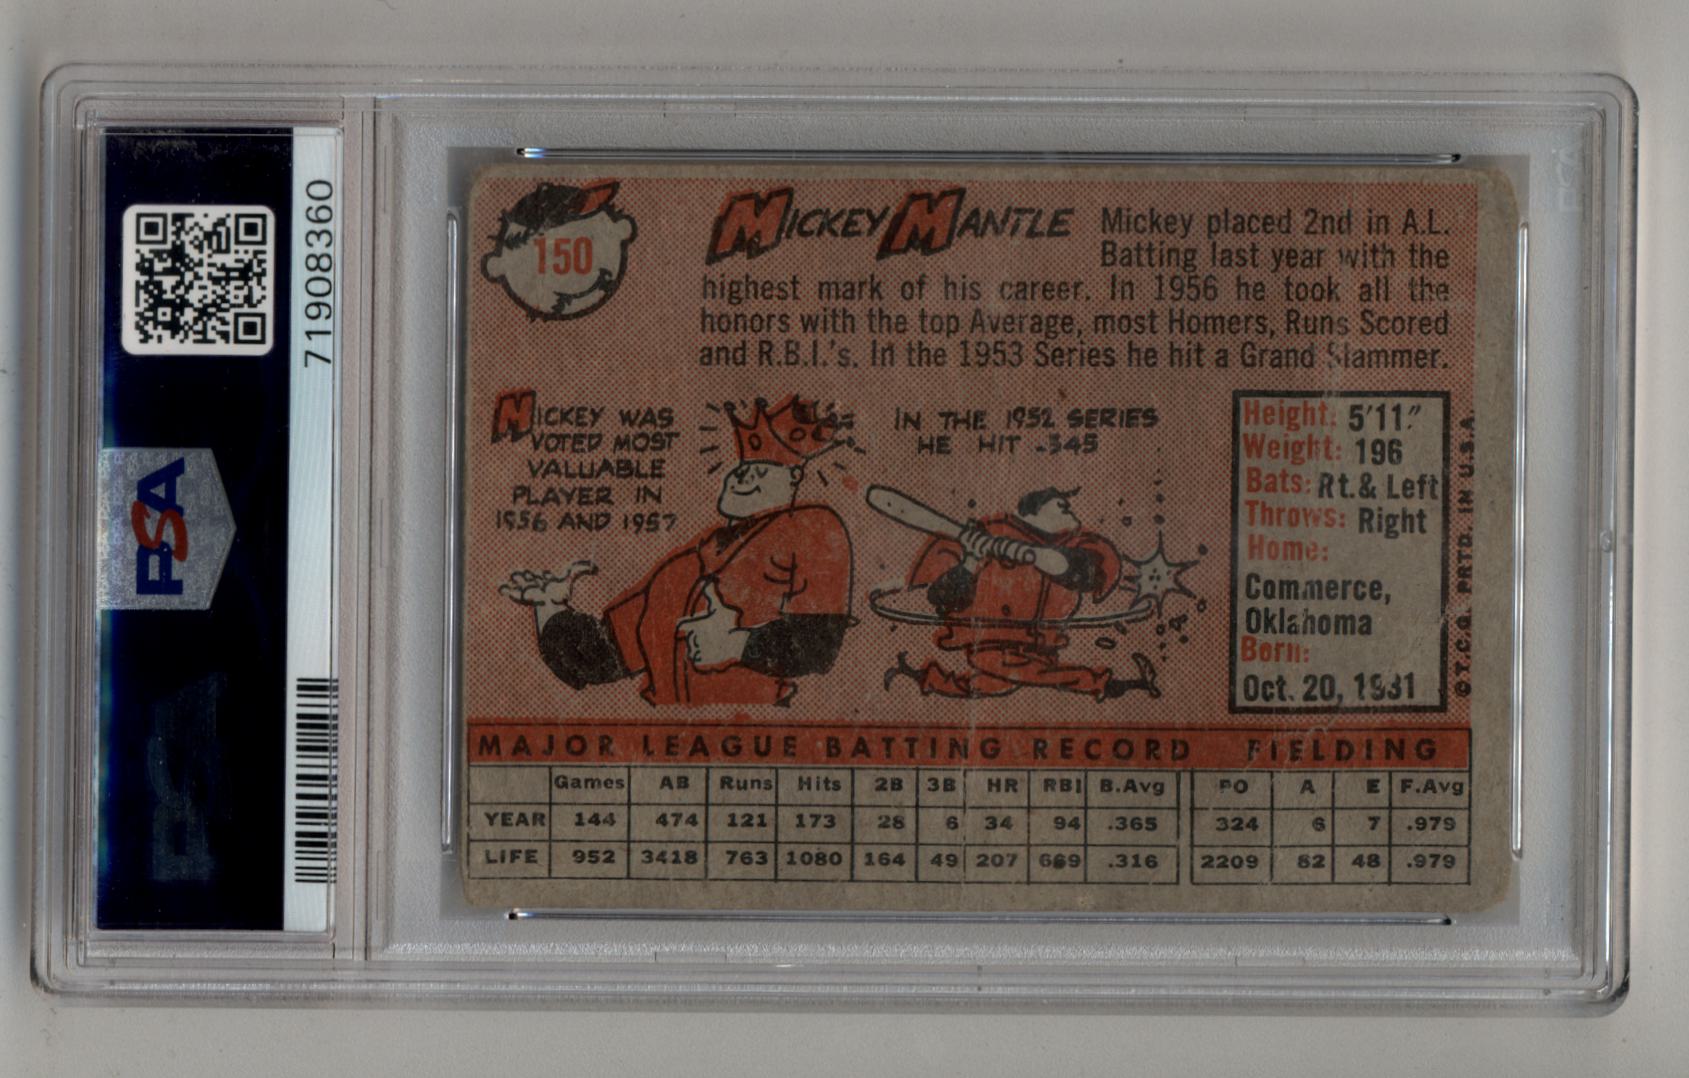 71908360
PSA
150
MICKEY MANTLE
Mickey placed 2nd in A.L.
Batting last year with the
highest mark of his career. In 1956 he took all the
honors with the top Average, most Homers, Runs Scored
and R.B.I.'s. In the 1953 Series he hit a Grand Slammer.
MICKEY WAS
VOTED MOST
VALUABLE
PLAYER IN
1956 AND 1957
IN THE 1952 SERIES
HE HIT .345
Height: 5'11"
Weight: 196
Bats: Rt. & Left
Throws: Right
Home:
Commerce,
Oklahoma
Born:
Oct. 20, 1931
©T.C.G. PRTD. IN U.S.A.
MAJOR LEAGUE BATTING RECORD FIELDING
Games AB Runs Hits 2B 3B HR RBI B.Avg PO A E F.Avg
YEAR 144 474 121 173 28 6 34 94 .365 324 6 7 .979
LIFE 952 3418 763 1080 164 49 207 669 .316 2209 82 48 .979